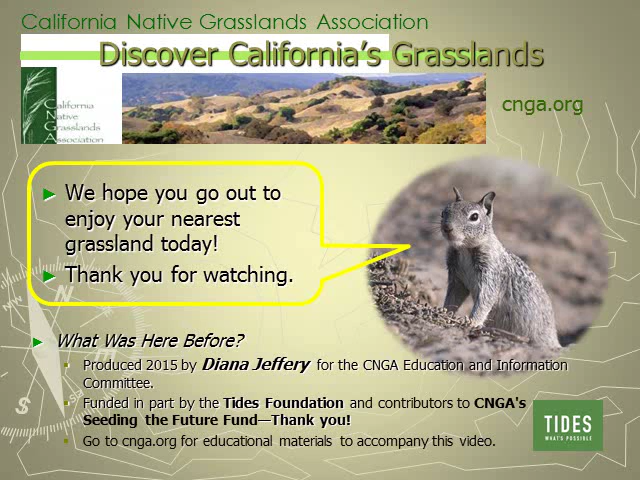 California Native Grasslands Association
Discover California's Grasslands
California
Native
Grasslands
Association
cnga.org
► We hope you go out to
enjoy your nearest
grassland today!
► Thank you for watching.
NW
N
W
S
► What Was Here Before?
▪ Produced 2015 by Diana Jeffery for the CNGA Education and Information
Committee.
▪ Funded in part by the Tides Foundation and contributors to CNGA's
Seeding the Future Fund—Thank you!
▪ Go to cnga.org for educational materials to accompany this video.
TIDES
WHAT'S POSSIBLE